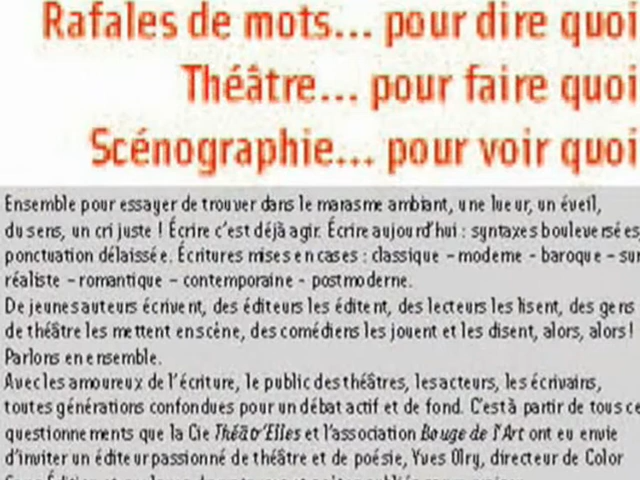 Rafales de mots... pour dire quoi
Théâtre... pour faire quoi
Scénographie... pour voir quoi
Ensemble pour essayer de trouver dans le marasme ambiant, une lueur, un éveil,
du sens, un cri juste ! Écrire c'est déjà agir. Écrire aujourd'hui : syntaxes bouleversées,
ponctuation délaissée. Écritures mises en cases : classique – moderne – baroque – sur
réaliste – romantique – contemporaine – postmoderne.
De jeunes auteurs écrivent, des éditeurs les éditent, des lecteurs les lisent, des gens
de théâtre les mettent en scène, des comédiens les jouent et les disent, alors, alors !
Parlons en ensemble.
Avec les amoureux de l'écriture, le public des théâtres, les acteurs, les écrivains,
toutes générations confondues pour un débat actif et de fond. C'est à partir de tous ce
questionnements que la Cie Théâtr'Elles et l'association Bouge de l'Art ont eu envie
d'inviter un éditeur passionné de théâtre et de poésie, Yves Olry, directeur de Color